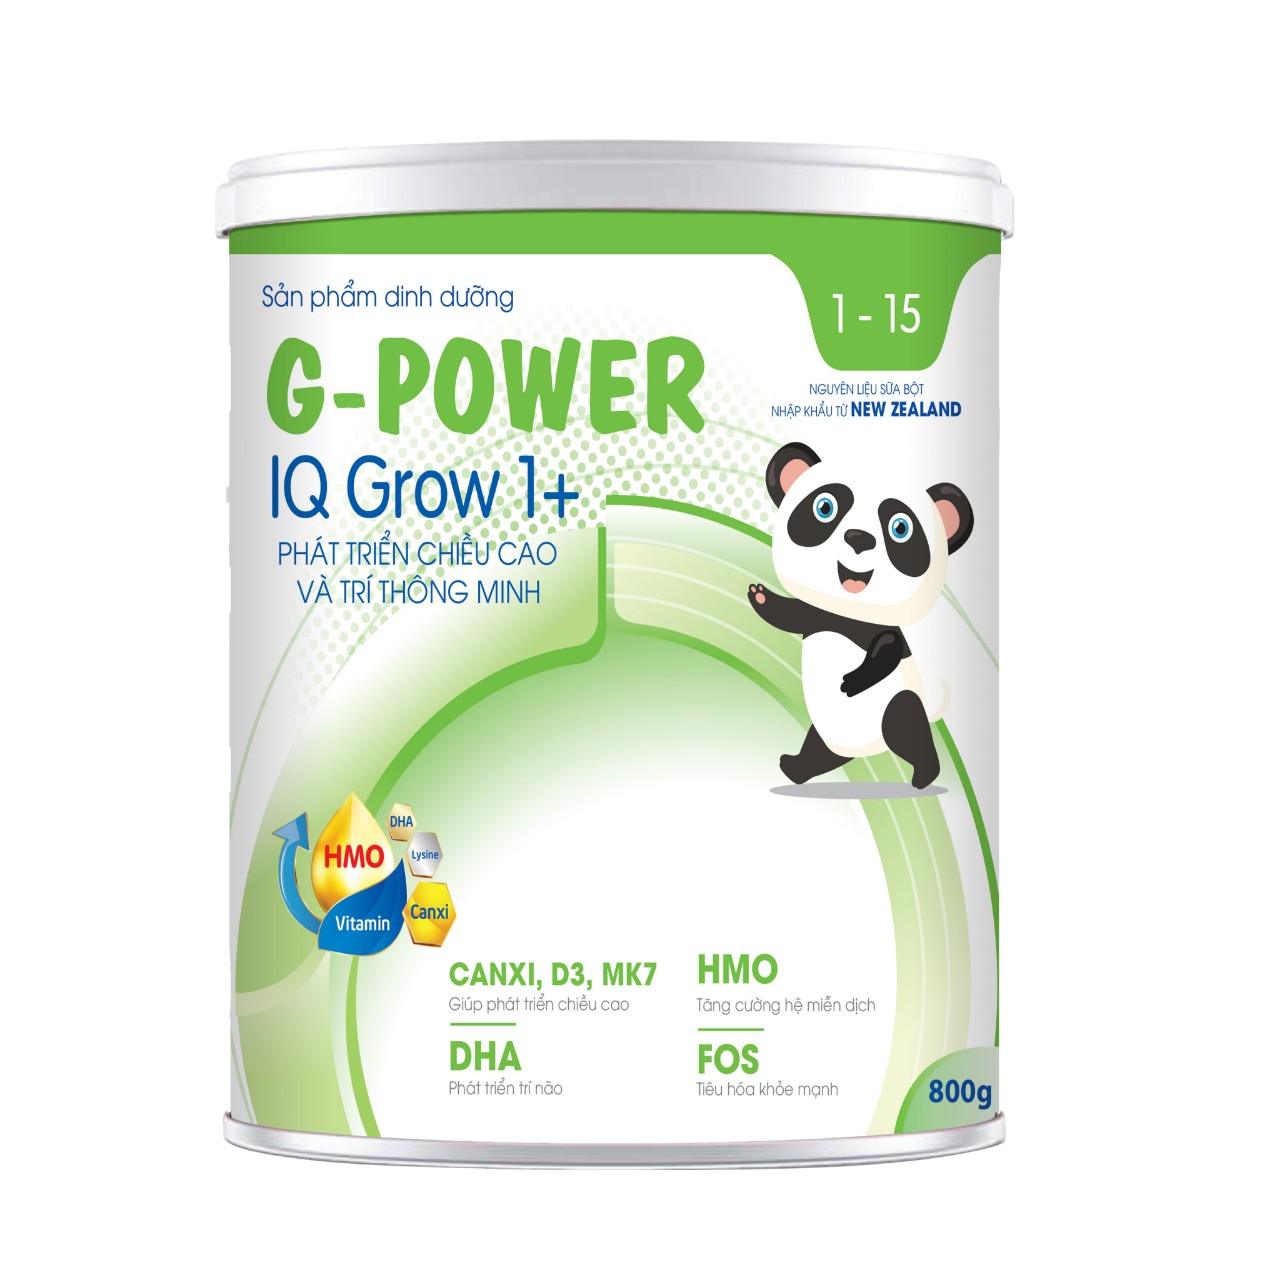 Sản phẩm dinh dưỡng
1 - 15
G-POWER
NGUYÊN LIỆU SỮA BỘT
NHẬP KHẨU TỪ NEW ZEALAND
IQ Grow 1+
PHÁT TRIỂN CHIỀU CAO
VÀ TRÍ THÔNG MINH
DHA
HMO
Lysine
Canxi
Vitamin
CANXI, D3, MK7
Giúp phát triển chiều cao
HMO
Tăng cường hệ miễn dịch
DHA
Phát triển trí não
FOS
Tiêu hóa khỏe mạnh
800g